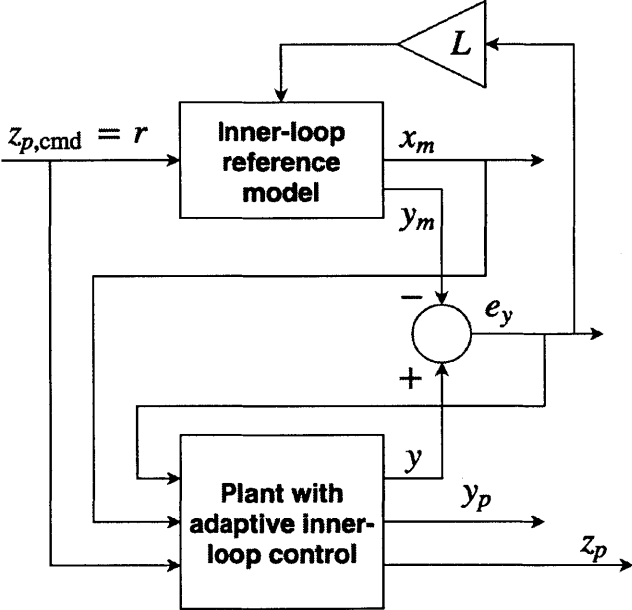 L
z_{p,cmd} = r
Inner-loop
reference
model
x_m
y_m
−
e_y
+
Plant with
adaptive inner-
loop control
y
y_p
z_p